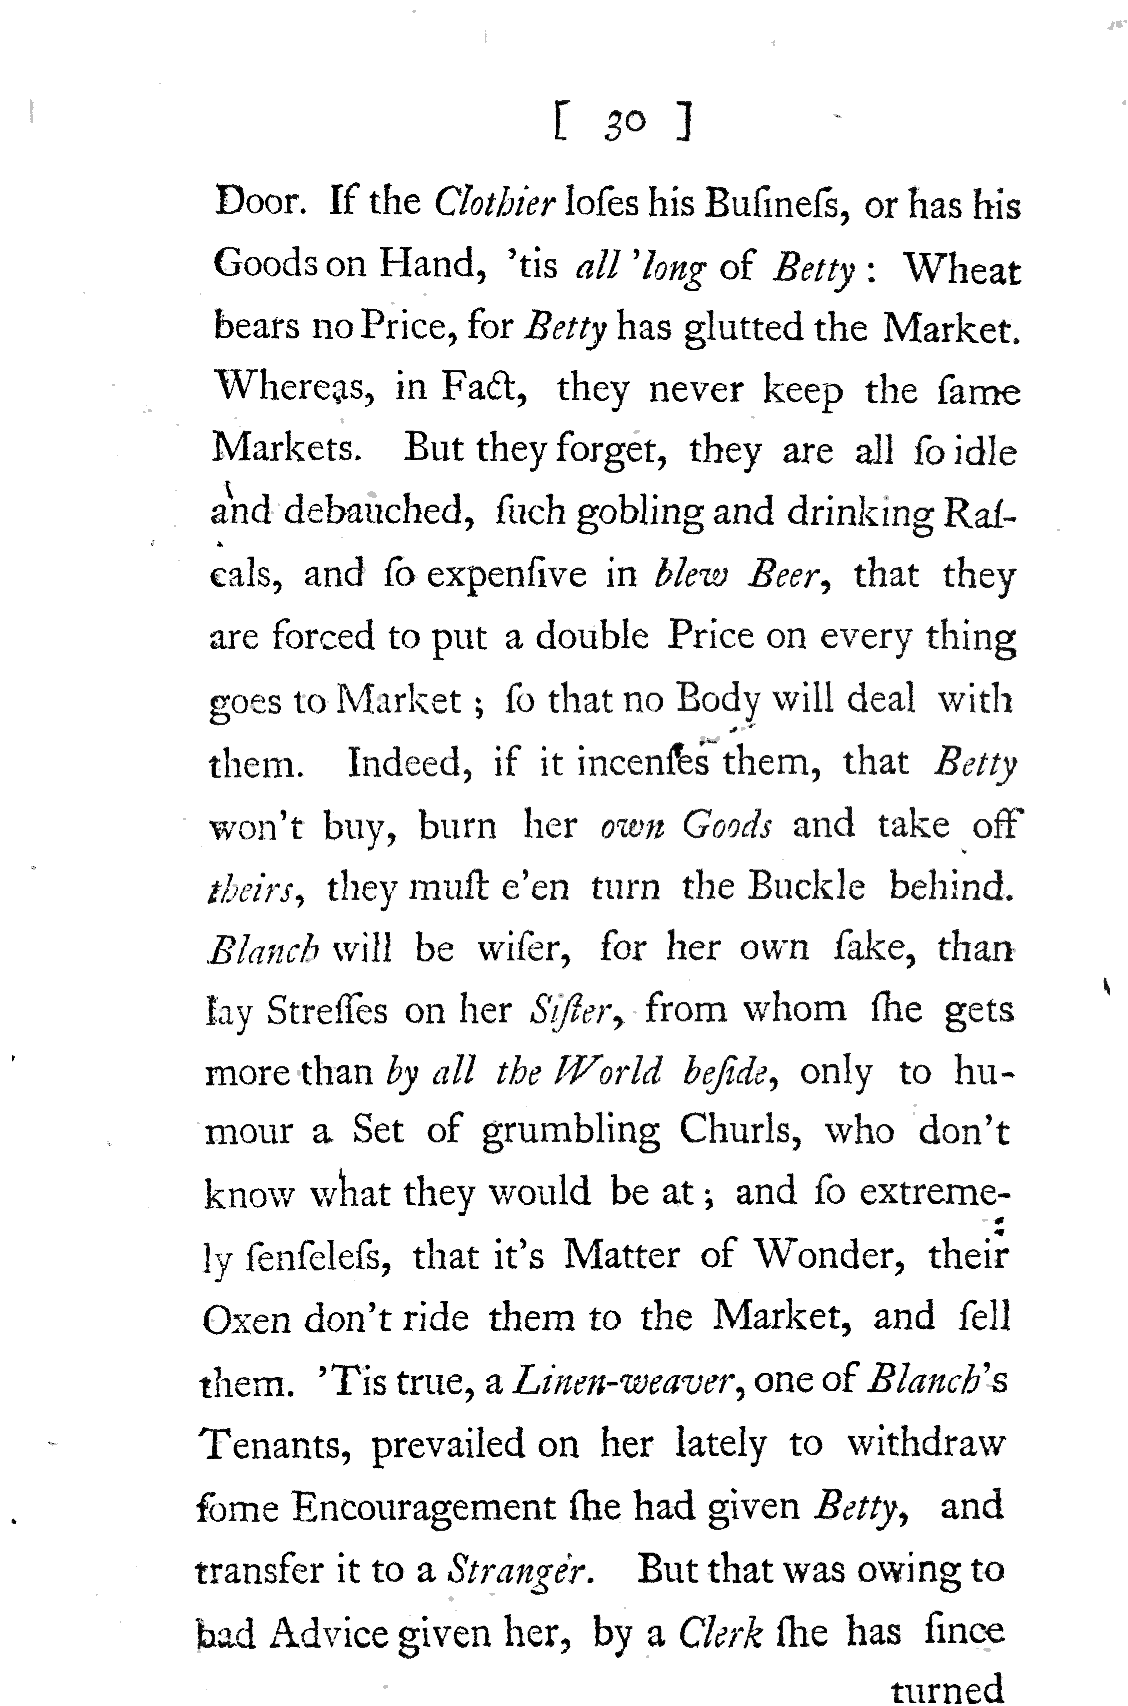 [ 30 ]
Door. If the Clothier loſes his Buſineſs, or has his
Goods on Hand, ’tis all ’long of Betty : Wheat
bears no Price, for Betty has glutted the Market.
Whereas, in Fact, they never keep the ſame
Markets. But they forget, they are all ſo idle
and debauched, ſuch gobling and drinking Raſ-
cals, and ſo expenſive in blew Beer, that they
are forced to put a double Price on every thing
goes to Market ; ſo that no Body will deal with
them. Indeed, if it incenſes them, that Betty
won’t buy, burn her own Goods and take off
theirs, they muſt e’en turn the Buckle behind.
Blanch will be wiſer, for her own ſake, than
lay Streſſes on her Siſter, from whom ſhe gets
more than by all the World beſide, only to hu-
mour a Set of grumbling Churls, who don’t
know what they would be at ; and ſo extreme-
ly ſenſeleſs, that it’s Matter of Wonder, their
Oxen don’t ride them to the Market, and ſell
them. ’Tis true, a Linen-weaver, one of Blanch’s
Tenants, prevailed on her lately to withdraw
ſome Encouragement ſhe had given Betty, and
transfer it to a Stranger. But that was owing to
bad Advice given her, by a Clerk ſhe has ſince
turned